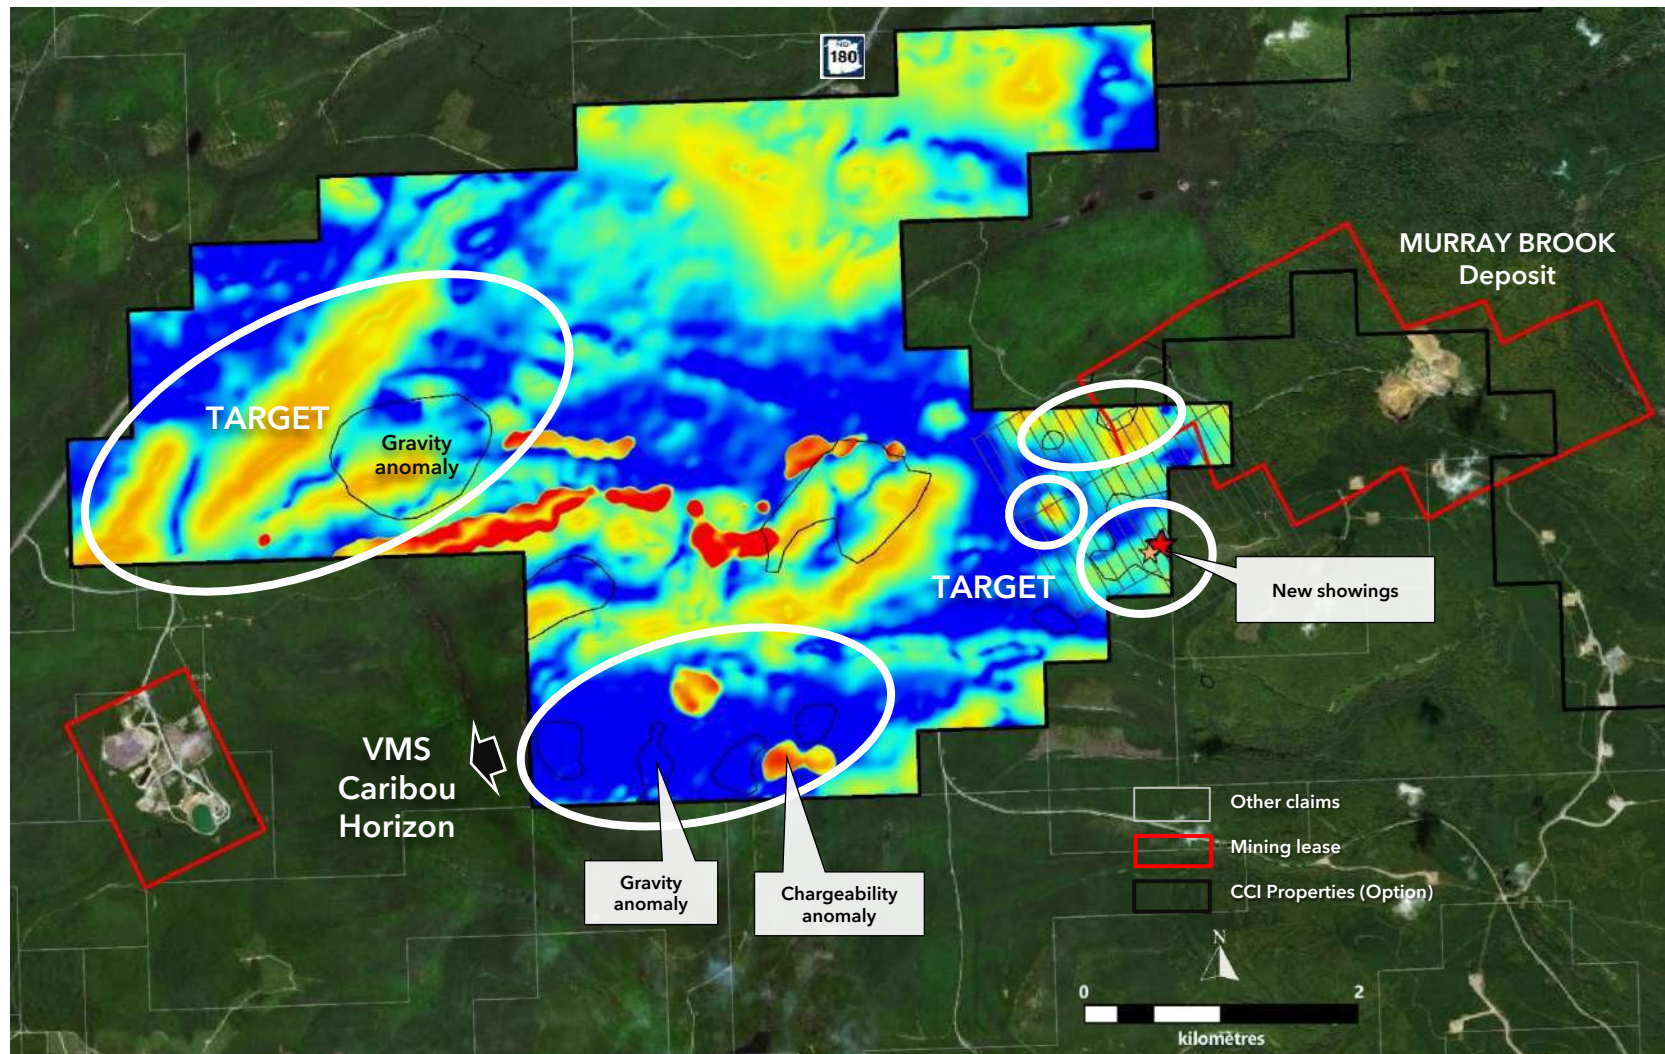 ND
180
MURRAY BROOK
Deposit
TARGET
Gravity
anomaly
TARGET
New showings
VMS
Caribou
Horizon
Gravity
anomaly
Chargeability
anomaly
Other claims
Mining lease
CCI Properties (Option)
N
0
2
kilomètres